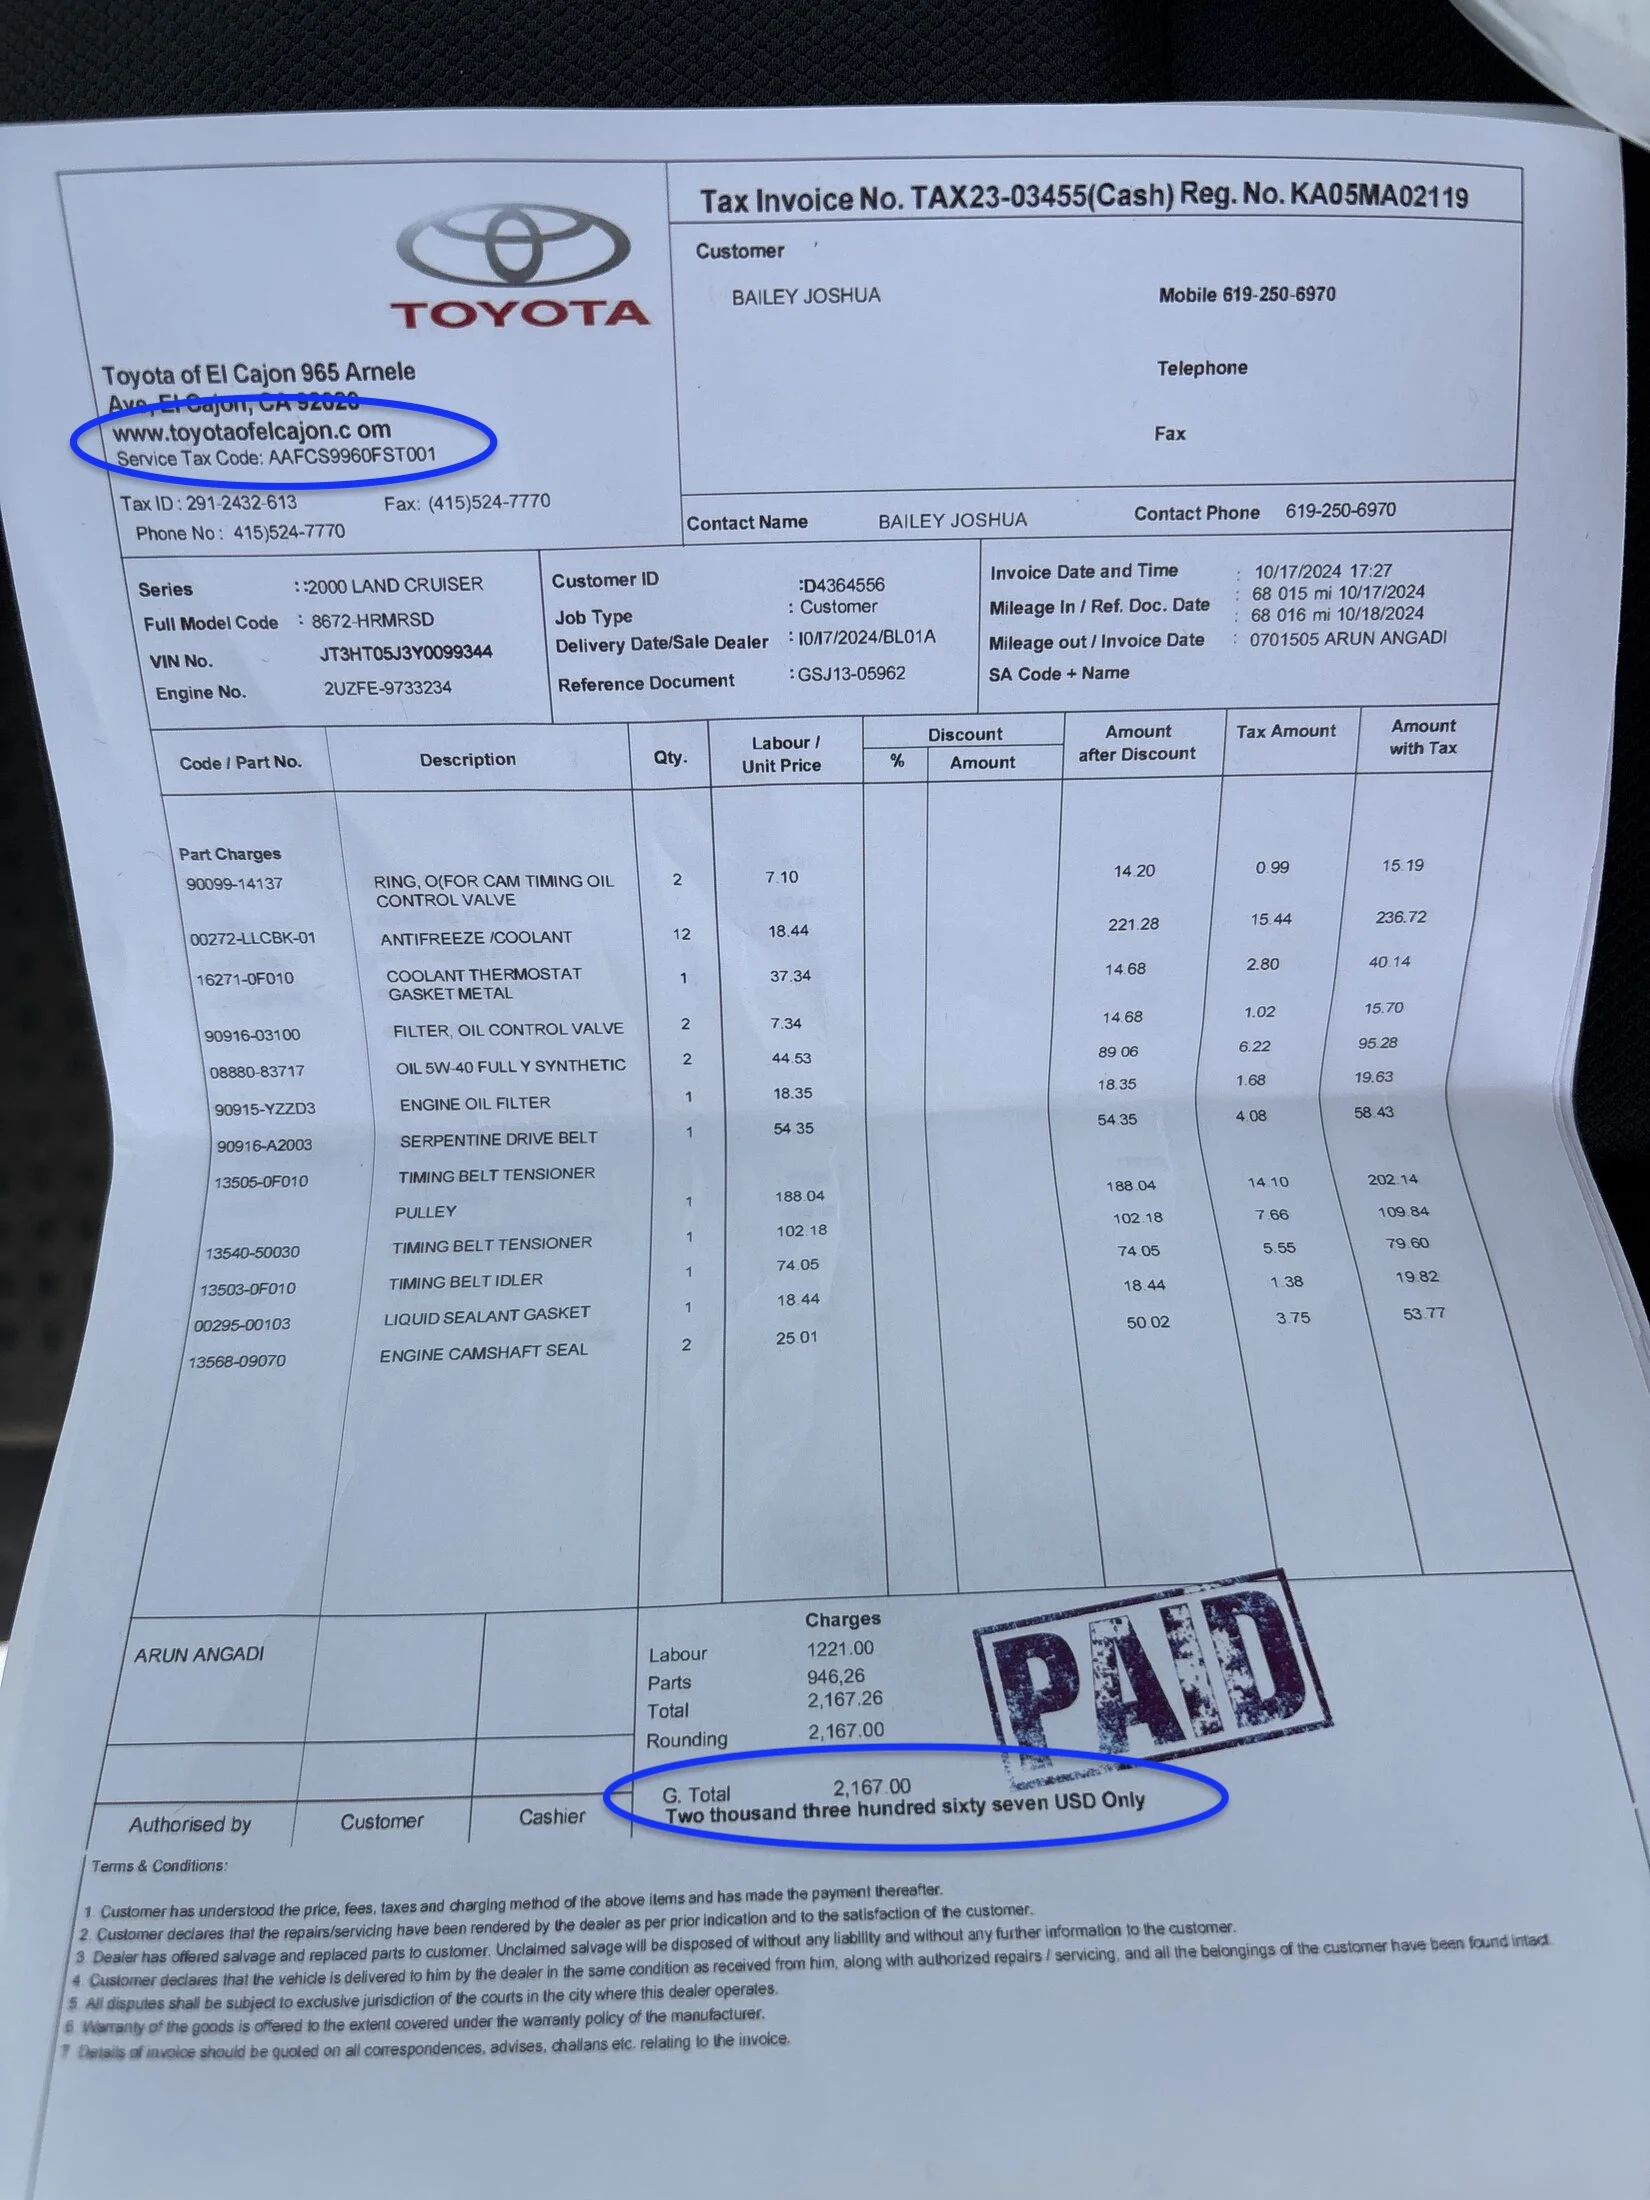 TOYOTA
Toyota of El Cajon 965 Arnele
Ave, El Cajon, CA 92020
www.toyotaofelcajon.c om
Service Tax Code: AAFCS9960FST001
Tax ID : 291-2432-613 Fax: (415)524-7770
Phone No : 415)524-7770
Tax Invoice No. TAX23-03455(Cash) Reg. No. KA05MA02119
Customer
BAILEY JOSHUA Mobile 619-250-6970
Telephone
Fax
Contact Name BAILEY JOSHUA Contact Phone 619-250-6970
Series ::2000 LAND CRUISER
Full Model Code : 8672-HRMRSD
VIN No. JT3HT05J3Y0099344
Engine No. 2UZFE-9733234
Customer ID :D4364556
Job Type : Customer
Delivery Date/Sale Dealer : 10/17/2024/BL01A
Reference Document :GSJ13-05962
Invoice Date and Time : 10/17/2024 17:27
Mileage In / Ref. Doc. Date : 68 015 mi 10/17/2024
: 68 016 mi 10/18/2024
Mileage out / Invoice Date : 0701505 ARUN ANGADI
SA Code + Name
Code / Part No. Description Qty. Labour / Unit Price Discount % Amount Amount after Discount Tax Amount Amount with Tax
Part Charges
90099-14137 RING, O(FOR CAM TIMING OIL 2 7.10 14.20 0.99 15.19
CONTROL VALVE
00272-LLCBK-01 ANTIFREEZE /COOLANT 12 18.44 221.28 15.44 236.72
16271-0F010 COOLANT THERMOSTAT 1 37.34 14.68 2.80 40.14
GASKET METAL
90916-03100 FILTER, OIL CONTROL VALVE 2 7.34 14.68 1.02 15.70
08880-83717 OIL 5W-40 FULL Y SYNTHETIC 2 44.53 89 06 6.22 95.28
90915-YZZD3 ENGINE OIL FILTER 1 18.35 18.35 1.68 19.63
90916-A2003 SERPENTINE DRIVE BELT 1 54.35 54.35 4.08 58.43
13505-0F010 TIMING BELT TENSIONER
PULLEY 1 188.04 188.04 14.10 202.14
13540-50030 TIMING BELT TENSIONER 1 102.18 102.18 7.66 109.84
13503-0F010 TIMING BELT IDLER 1 74.05 74.05 5.55 79.60
00295-00103 LIQUID SEALANT GASKET 1 18.44 18.44 1.38 19.82
13568-09070 ENGINE CAMSHAFT SEAL 2 25.01 50.02 3.75 53.77
ARUN ANGADI
Authorised by Customer Cashier
Charges
Labour 1221.00
Parts 946,26
Total 2,167.26
Rounding 2,167.00
G. Total 2,167.00
Two thousand three hundred sixty seven USD Only
PAID
Terms & Conditions:
1. Customer has understood the price, fees, taxes and charging method of the above items and has made the payment thereafter.
2. Customer declares that the repairs/servicing have been rendered by the dealer as per prior indication and to the satisfaction of the customer.
3 Dealer has offered salvage and replaced parts to customer. Unclaimed salvage will be disposed of without any liability and without any further information to the customer.
4 Customer declares that the vehicle is delivered to him by the dealer in the same condition as received from him, along with authorized repairs / servicing, and all the belongings of the customer have been found intact
5 All disputes shall be subject to exclusive jurisdiction of the courts in the city where this dealer operates.
6 Warranty of the goods is offered to the extent covered under the warranty policy of the manufacturer.
7 Details of invoice should be quoted on all correspondences, advises, challans etc. relating to the invoice.